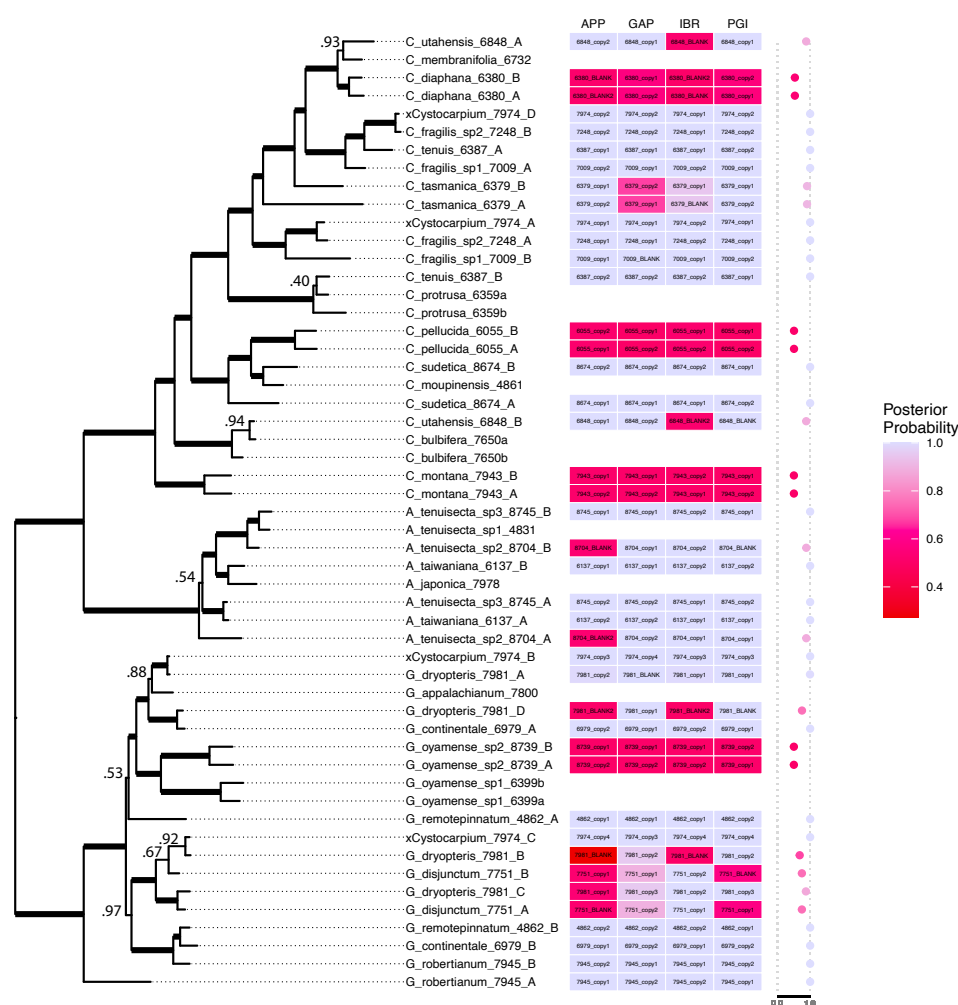 APP GAP IBR PGI
.93 C_utahensis_6848_A 6848_copy2 6848_copy1 6848_BLANK 6848_copy1
C_membranifolia_6732
C_diaphana_6380_B 6380_BLANK 6380_copy1 6380_BLANK2 6380_copy2
C_diaphana_6380_A 6380_BLANK2 6380_copy2 6380_BLANK 6380_copy1
xCystocarpium_7974_D 7974_copy2 7974_copy2 7974_copy1 7974_copy2
C_fragilis_sp2_7248_B 7248_copy2 7248_copy2 7248_copy1 7248_copy1
C_tenuis_6387_A 6387_copy1 6387_copy1 6387_copy1 6387_copy2
C_fragilis_sp1_7009_A 7009_copy2 7009_copy1 7009_copy2 7009_copy1
C_tasmanica_6379_B 6379_copy1 6379_copy2 6379_copy1 6379_copy1
C_tasmanica_6379_A 6379_copy2 6379_copy1 6379_BLANK 6379_copy2
xCystocarpium_7974_A 7974_copy1 7974_copy1 7974_copy2 7974_copy1
C_fragilis_sp2_7248_A 7248_copy1 7248_copy1 7248_copy2 7248_copy2
C_fragilis_sp1_7009_B 7009_copy1 7009_BLANK 7009_copy1 7009_copy2
.40 C_tenuis_6387_B 6387_copy2 6387_copy2 6387_copy2 6387_copy1
C_protrusa_6359a
C_protrusa_6359b
C_pellucida_6055_B 6055_copy2 6055_copy1 6055_copy1 6055_copy1
C_pellucida_6055_A 6055_copy1 6055_copy2 6055_copy2 6055_copy2
C_sudetica_8674_B 8674_copy2 8674_copy2 8674_copy2 8674_copy1
C_moupinensis_4861
C_sudetica_8674_A 8674_copy1 8674_copy1 8674_copy1 8674_copy2
.94 C_utahensis_6848_B 6848_copy1 6848_copy2 6848_BLANK2 6848_BLANK
C_bulbifera_7650a
C_bulbifera_7650b
C_montana_7943_B 7943_copy1 7943_copy1 7943_copy2 7943_copy1
C_montana_7943_A 7943_copy2 7943_copy2 7943_copy1 7943_copy2
A_tenuisecta_sp3_8745_B 8745_copy1 8745_copy1 8745_copy2 8745_copy1
A_tenuisecta_sp1_4831
A_tenuisecta_sp2_8704_B 8704_BLANK 8704_copy1 8704_copy2 8704_BLANK
A_taiwaniana_6137_B 6137_copy1 6137_copy1 6137_copy2 6137_copy2
.54 A_japonica_7978
A_tenuisecta_sp3_8745_A 8745_copy2 8745_copy2 8745_copy1 8745_copy2
A_taiwaniana_6137_A 6137_copy2 6137_copy2 6137_copy1 6137_copy1
A_tenuisecta_sp2_8704_A 8704_BLANK2 8704_copy2 8704_copy1 8704_copy1
xCystocarpium_7974_B 7974_copy3 7974_copy4 7974_copy3 7974_copy3
.88 G_dryopteris_7981_A 7981_copy2 7981_BLANK 7981_copy1 7981_copy1
G_appalachianum_7800
G_dryopteris_7981_D 7981_BLANK2 7981_copy1 7981_BLANK2 7981_BLANK
G_continentale_6979_A 6979_copy2 6979_copy2 6979_copy1 6979_copy1
G_oyamense_sp2_8739_B 8739_copy1 8739_copy1 8739_copy1 8739_copy2
G_oyamense_sp2_8739_A 8739_copy2 8739_copy2 8739_copy2 8739_copy1
.53 G_oyamense_sp1_6399b
G_oyamense_sp1_6399a
G_remotepinnatum_4862_A 4862_copy1 4862_copy1 4862_copy1 4862_copy2
.92 xCystocarpium_7974_C 7974_copy4 7974_copy3 7974_copy4 7974_copy4
.67 G_dryopteris_7981_B 7981_BLANK 7981_copy2 7981_BLANK 7981_copy2
G_disjunctum_7751_B 7751_copy1 7751_copy1 7751_copy2 7751_BLANK
G_dryopteris_7981_C 7981_copy1 7981_copy3 7981_copy2 7981_copy3
.97 G_disjunctum_7751_A 7751_BLANK 7751_copy2 7751_copy1 7751_copy1
G_remotepinnatum_4862_B 4862_copy2 4862_copy2 4862_copy2 4862_copy1
G_continentale_6979_B 6979_copy1 6979_copy1 6979_copy2 6979_copy2
G_robertianum_7945_B 7945_copy2 7945_copy1 7945_copy2 7945_copy2
G_robertianum_7945_A 7945_copy1 7945_copy2 7945_copy1 7945_copy1
Posterior
Probability
1.0
0.8
0.6
0.4